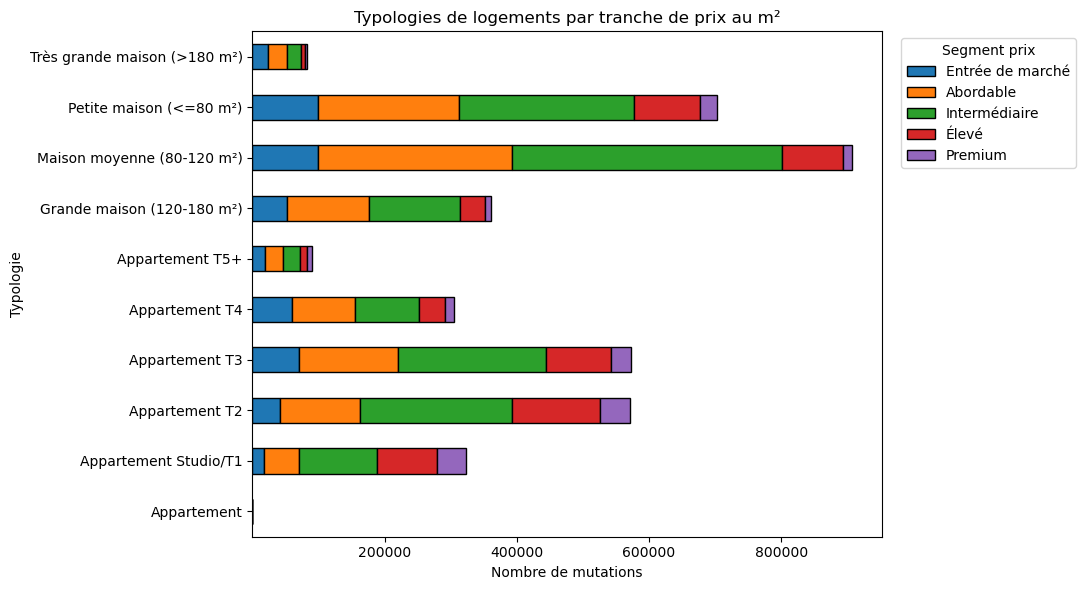 Typologies de logements par tranche de prix au m²
Segment prix
Entrée de marché
Abordable
Intermédiaire
Élevé
Premium
Typologie
Très grande maison (>180 m²)
Petite maison (<=80 m²)
Maison moyenne (80-120 m²)
Grande maison (120-180 m²)
Appartement T5+
Appartement T4
Appartement T3
Appartement T2
Appartement Studio/T1
Appartement
200000 400000 600000 800000
Nombre de mutations